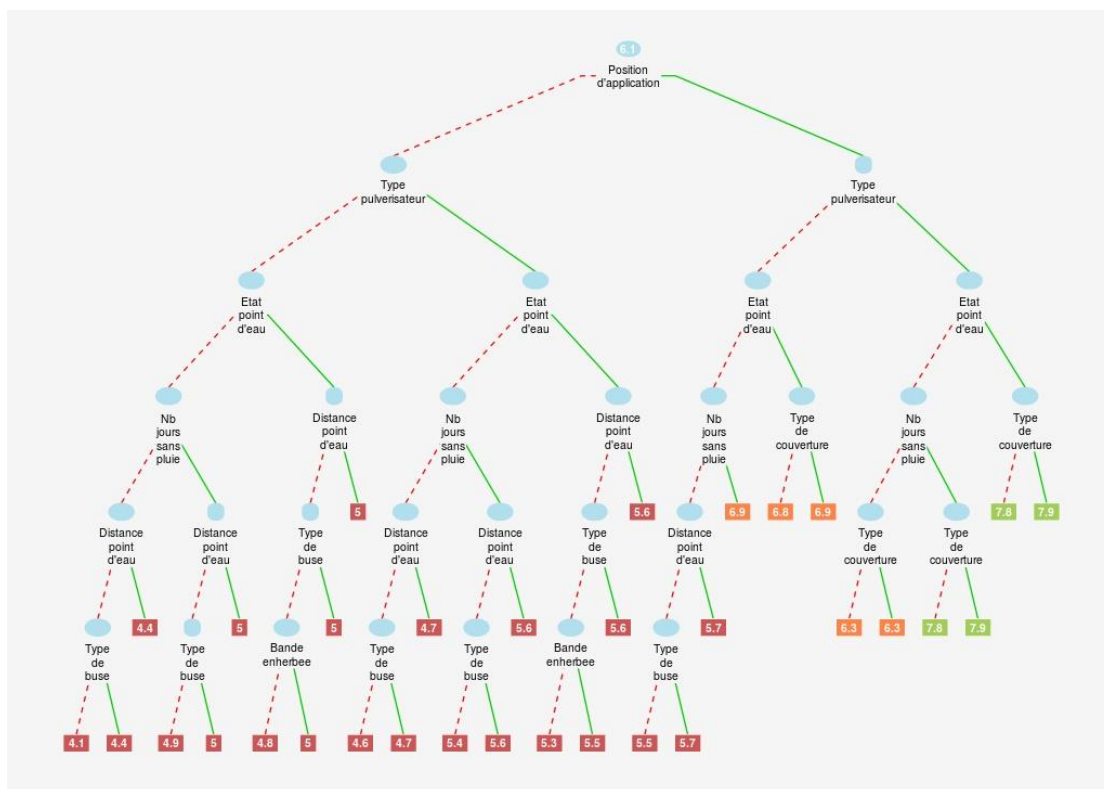 6.1
Position
d'application
Type
pulverisateur
Type
pulverisateur
Etat
point
d'eau
Etat
point
d'eau
Etat
point
d'eau
Etat
point
d'eau
Nb
jours
sans
pluie
Distance
point
d'eau
Nb
jours
sans
pluie
Distance
point
d'eau
Nb
jours
sans
pluie
Type
de
couverture
Nb
jours
sans
pluie
Type
de
couverture
5
5.6
6.9
6.8
6.9
7.8
7.9
Distance
point
d'eau
Distance
point
d'eau
Type
de
buse
Distance
point
d'eau
Distance
point
d'eau
Type
de
buse
Distance
point
d'eau
Type
de
couverture
Type
de
couverture
4.4
5
5
4.7
5.6
5.6
5.7
6.3
6.3
7.8
7.9
Type
de
buse
Type
de
buse
Bande
enherbee
Type
de
buse
Type
de
buse
Bande
enherbee
Type
de
buse
4.1
4.4
4.9
5
4.8
5
4.6
4.7
5.4
5.6
5.3
5.5
5.5
5.7